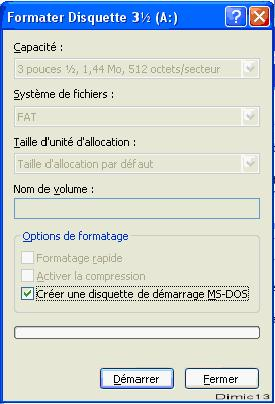 Formater Disquette 3½ (A:)
Capacité :
3 pouces ½, 1,44 Mo, 512 octets/secteur
Système de fichiers :
FAT
Taille d'unité d'allocation :
Taille d'allocation par défaut
Nom de volume :
Options de formatage
Formatage rapide
Activer la compression
Créer une disquette de démarrage MS-DOS
Démarrer
Fermer
Dimic13